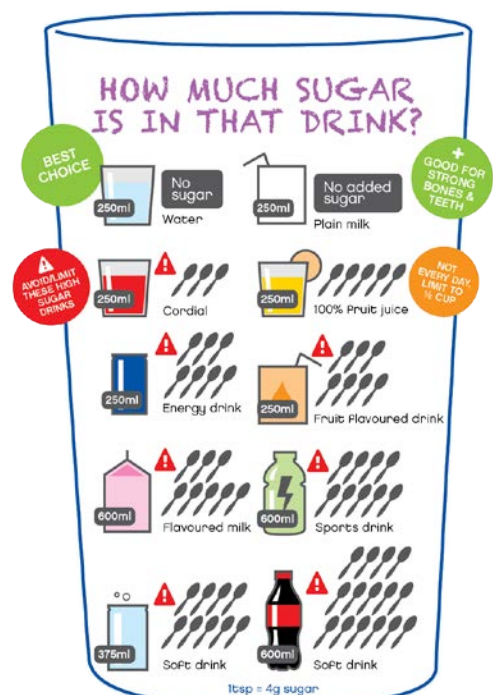 HOW MUCH SUGAR
IS IN THAT DRINK?
BEST
CHOICE
250ml
No
sugar
Water
250ml
No added
sugar
Plain milk
+
GOOD FOR
STRONG
BONES &
TEETH
!
AVOID/LIMIT
THESE HIGH
SUGAR
DRINKS
250ml
!
Cordial
250ml
100% Fruit juice
NOT
EVERY DAY,
LIMIT TO
½ CUP
250ml
!
Energy drink
250ml
!
Fruit flavoured drink
600ml
!
Flavoured milk
600ml
!
Sports drink
375ml
!
Soft drink
600ml
!
Soft drink
1tsp = 4g sugar